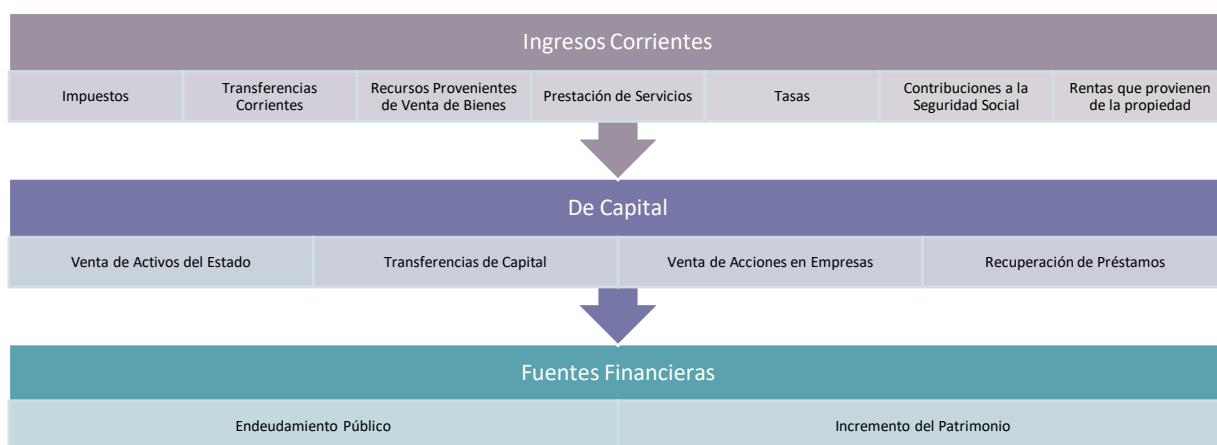 Ingresos Corrientes
Impuestos
Transferencias
Corrientes
Recursos Provenientes
de Venta de Bienes
Prestación de Servicios
Tasas
Contribuciones a la
Seguridad Social
Rentas que provienen
de la propiedad
De Capital
Venta de Activos del Estado
Transferencias de Capital
Venta de Acciones en Empresas
Recuperación de Préstamos
Fuentes Financieras
Endeudamiento Público
Incremento del Patrimonio